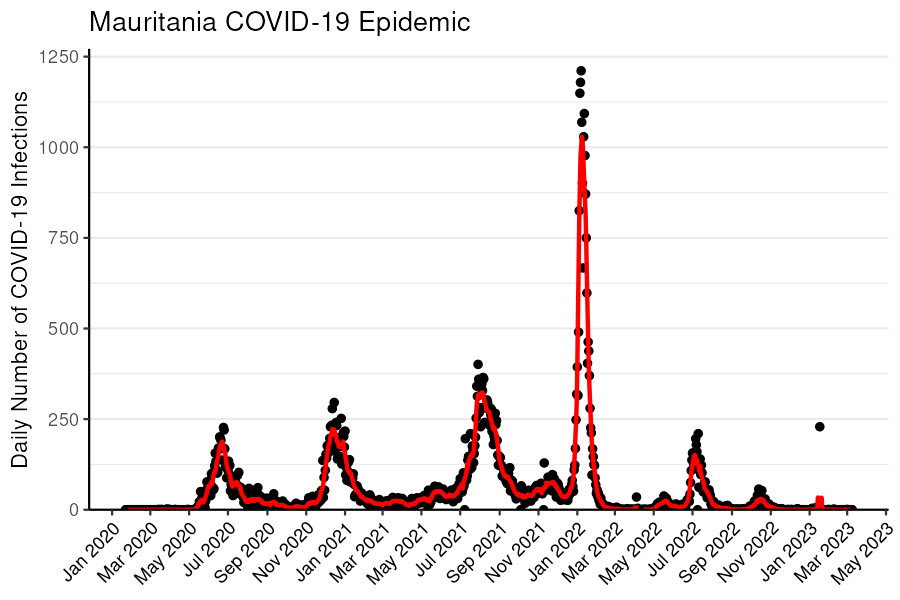 Mauritania COVID-19 Epidemic
Daily Number of COVID-19 Infections
1250
1000
750
500
250
0
Jan 2020
Mar 2020
May 2020
Jul 2020
Sep 2020
Nov 2020
Jan 2021
Mar 2021
May 2021
Jul 2021
Sep 2021
Nov 2021
Jan 2022
Mar 2022
May 2022
Jul 2022
Sep 2022
Nov 2022
Jan 2023
Mar 2023
May 2023